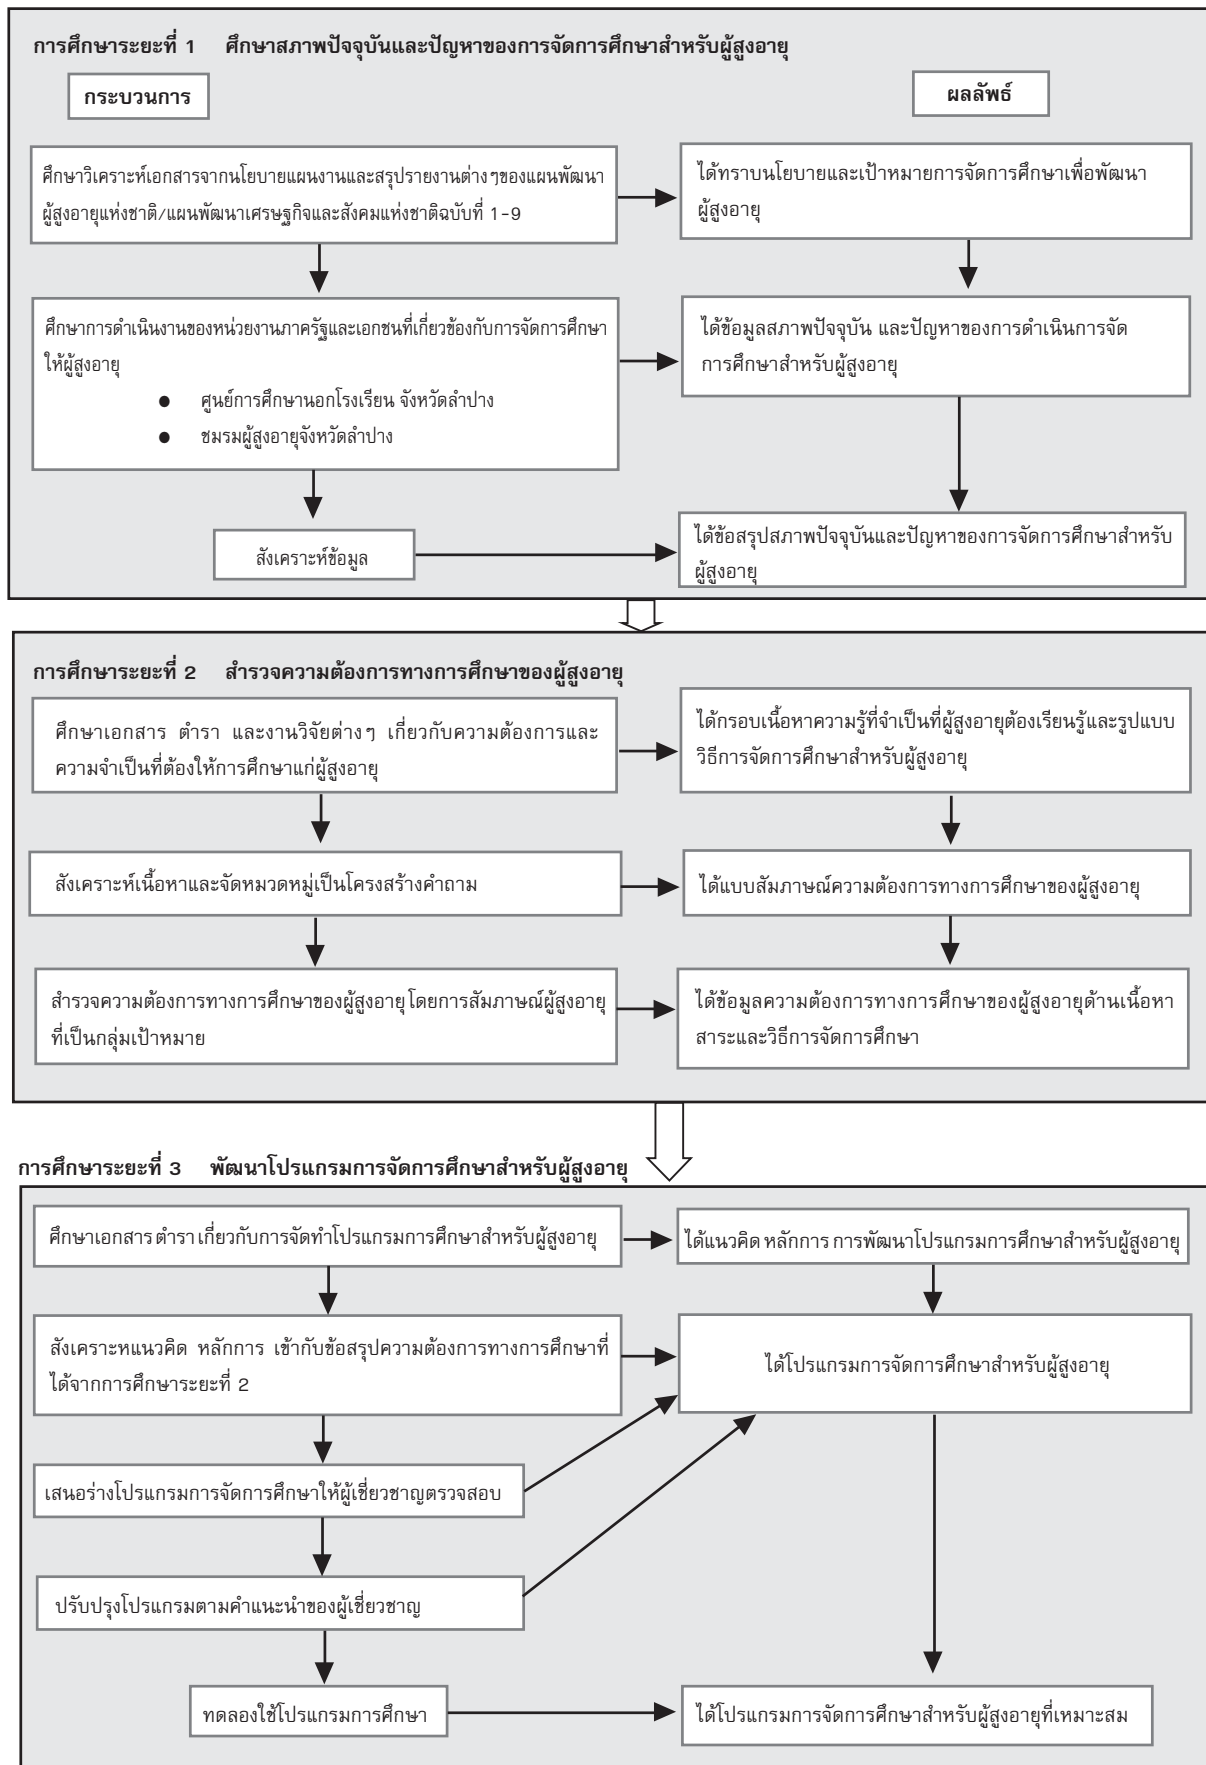 การศึกษาระยะที่ 1 ศึกษาสภาพปัจจุบันและปัญหาของการจัดการศึกษาสำหรับผู้สูงอายุ
กระบวนการ
ผลลัพธ์
ศึกษาวิเคราะห์เอกสารจากนโยบายแผนงานและสรุปรายงานต่างๆของแผนพัฒนา
ผู้สูงอายุแห่งชาติ/แผนพัฒนาเศรษฐกิจและสังคมแห่งชาติฉบับที่ 1-9
ได้ทราบนโยบายและเป้าหมายการจัดการศึกษาเพื่อพัฒนา
ผู้สูงอายุ
ศึกษาการดำเนินงานของหน่วยงานภาครัฐและเอกชนที่เกี่ยวข้องกับการจัดการศึกษา
ให้ผู้สูงอายุ
● ศูนย์การศึกษานอกโรงเรียน จังหวัดลำปาง
● ชมรมผู้สูงอายุจังหวัดลำปาง
ได้ข้อมูลสภาพปัจจุบัน และปัญหาของการดำเนินการจัด
การศึกษาสำหรับผู้สูงอายุ
สังเคราะห์ข้อมูล
ได้ข้อสรุปสภาพปัจจุบันและปัญหาของการจัดการศึกษาสำหรับ
ผู้สูงอายุ
การศึกษาระยะที่ 2 สำรวจความต้องการทางการศึกษาของผู้สูงอายุ
ศึกษาเอกสาร ตำรา และงานวิจัยต่างๆ เกี่ยวกับความต้องการและ
ความจำเป็นที่ต้องให้การศึกษาแก่ผู้สูงอายุ
ได้กรอบเนื้อหาความรู้ที่จำเป็นที่ผู้สูงอายุต้องเรียนรู้และรูปแบบ
วิธีการจัดการศึกษาสำหรับผู้สูงอายุ
สังเคราะห์เนื้อหาและจัดหมวดหมู่เป็นโครงสร้างคำถาม
ได้แบบสัมภาษณ์ความต้องการทางการศึกษาของผู้สูงอายุ
สำรวจความต้องการทางการศึกษาของผู้สูงอายุโดยการสัมภาษณ์ผู้สูงอายุ
ที่เป็นกลุ่มเป้าหมาย
ได้ข้อมูลความต้องการทางการศึกษาของผู้สูงอายุด้านเนื้อหา
สาระและวิธีการจัดการศึกษา
การศึกษาระยะที่ 3 พัฒนาโปรแกรมการจัดการศึกษาสำหรับผู้สูงอายุ
ศึกษาเอกสาร ตำรา เกี่ยวกับการจัดทำโปรแกรมการศึกษาสำหรับผู้สูงอายุ
ได้แนวคิด หลักการ การพัฒนาโปรแกรมการศึกษาสำหรับผู้สูงอายุ
สังเคราะหแนวคิด หลักการ เข้ากับข้อสรุปความต้องการทางการศึกษาที่
ได้จากการศึกษาระยะที่ 2
ได้โปรแกรมการจัดการศึกษาสำหรับผู้สูงอายุ
เสนอร่างโปรแกรมการจัดการศึกษาให้ผู้เชี่ยวชาญตรวจสอบ
ปรับปรุงโปรแกรมตามคำแนะนำของผู้เชี่ยวชาญ
ทดลองใช้โปรแกรมการศึกษา
ได้โปรแกรมการจัดการศึกษาสำหรับผู้สูงอายุที่เหมาะสม